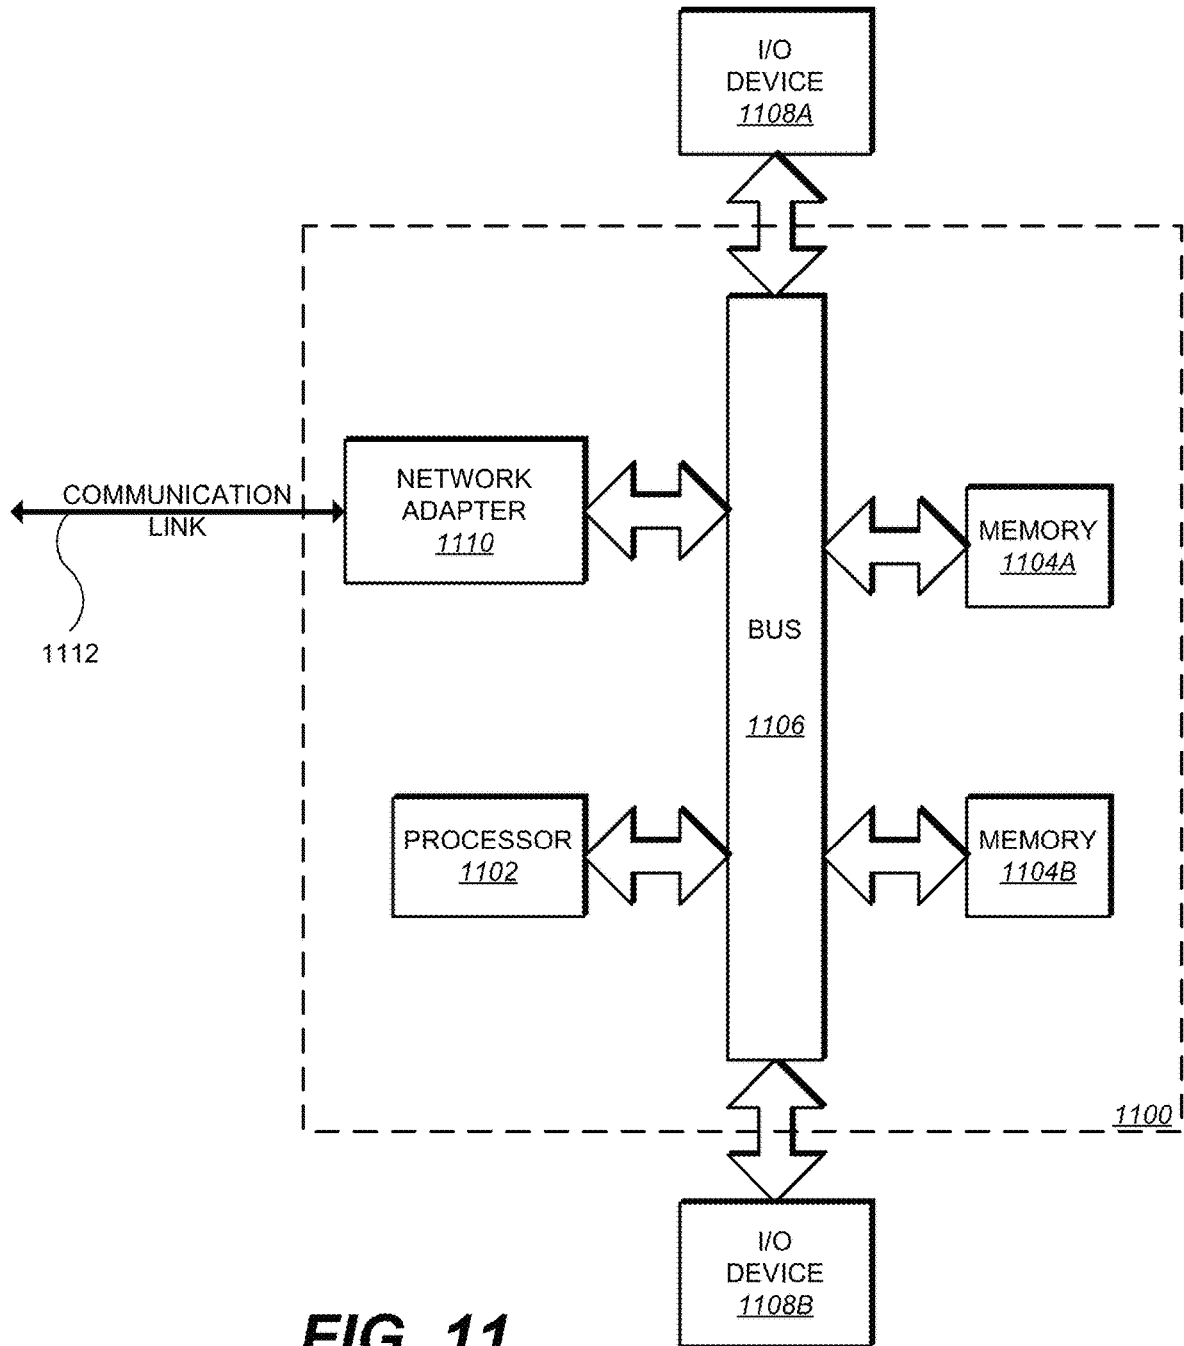 I/O
DEVICE
1108A
COMMUNICATION
LINK
1112
NETWORK
ADAPTER
1110
MEMORY
1104A
BUS
1106
PROCESSOR
1102
MEMORY
1104B
1100
I/O
DEVICE
1108B
FIG. 11